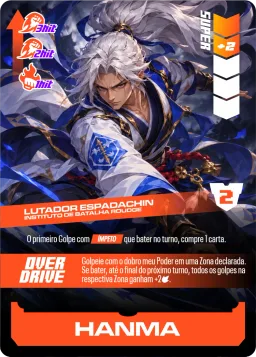 3hit
2hit
1hit
SUPER
+2
LUTADOR ESPADACHIN
INSTITUTO DE BATALHA ROUDOE
2
O primeiro Golpe com ÍMPETO que bater no turno, compre 1 carta.
OVER
DRIVE
Golpeie com o dobro meu Poder em uma Zona declarada.
Se bater, até o final do próximo turno, todos os golpes na
respectiva Zona ganham +2
HANMA